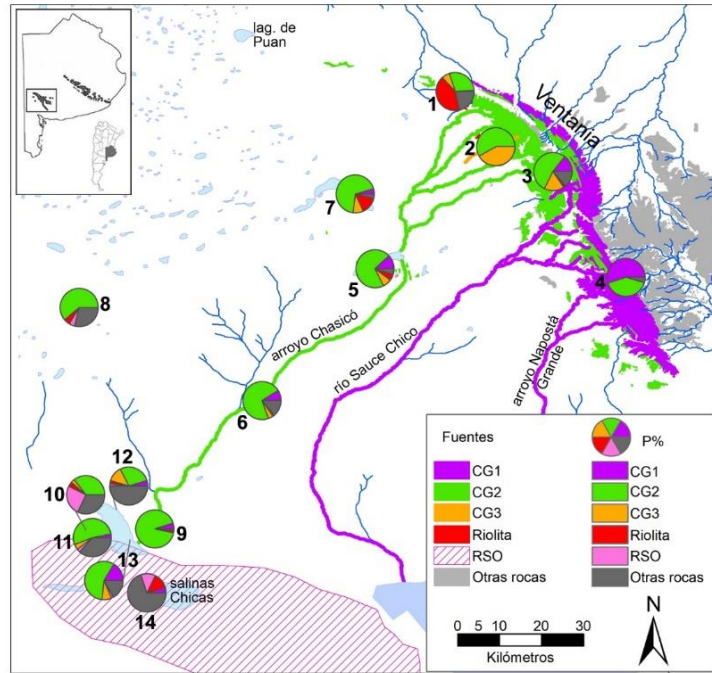 lag. de
Puan
Ventania
1
2
3
7
5
4
8
arroyo Chasicó
río Sauce Chico
arroyo Napostá
Grande
6
12
10
11
9
13
salinas
Chicas
14
Fuentes
P%
CG1
CG1
CG2
CG2
CG3
CG3
Riolita
Riolita
RSO
RSO
Otras rocas
Otras rocas
N
0 5 10 20 30
Kilómetros